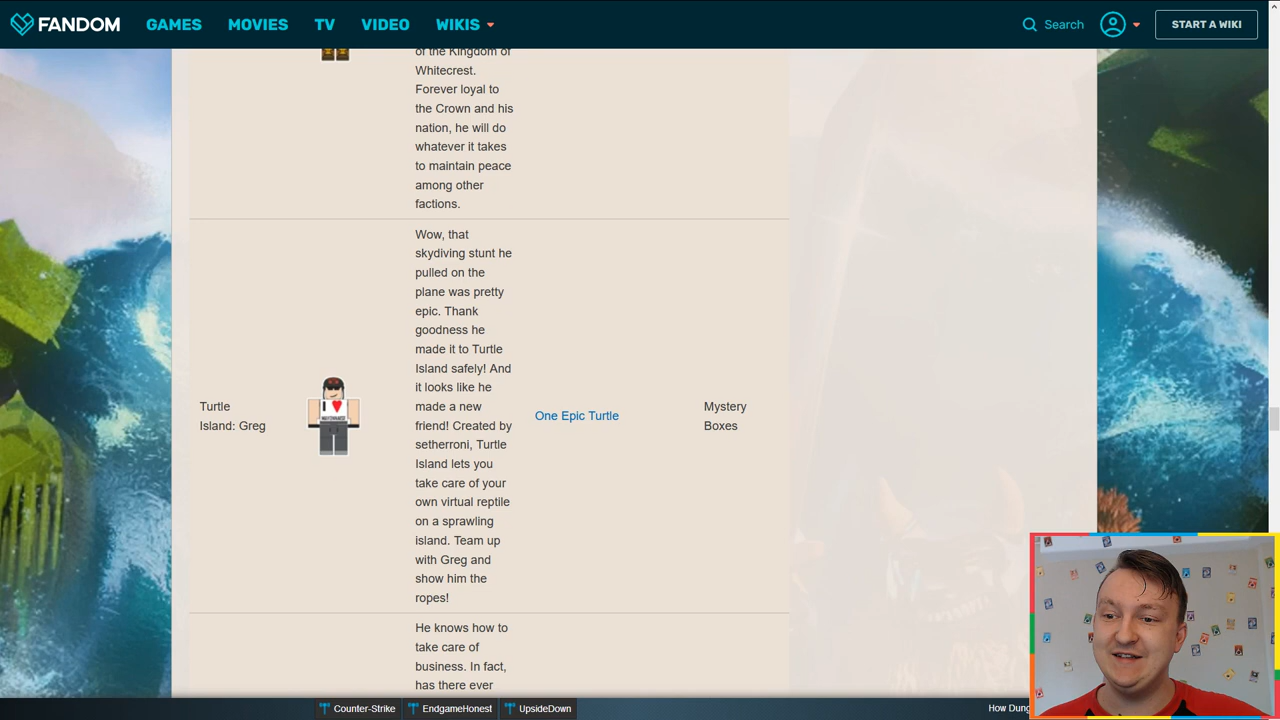 FANDOM GAMES MOVIES TV VIDEO WIKIS Search START A WIKI
of the Kingdom of
Whitecrest.
Forever loyal to
the Crown and his
nation, he will do
whatever it takes
to maintain peace
among other
factions.
Turtle
Island: Greg
Wow, that
skydiving stunt he
pulled on the
plane was pretty
epic. Thank
goodness he
made it to Turtle
Island safely! And
it looks like he
made a new
friend! Created by
setherroni, Turtle
Island lets you
take care of your
own virtual reptile
on a sprawling
island. Team up
with Greg and
show him the
ropes!
One Epic Turtle
Mystery
Boxes
He knows how to
take care of
business. In fact,
has there ever
Counter-Strike EndgameHonest UpsideDown How Dung